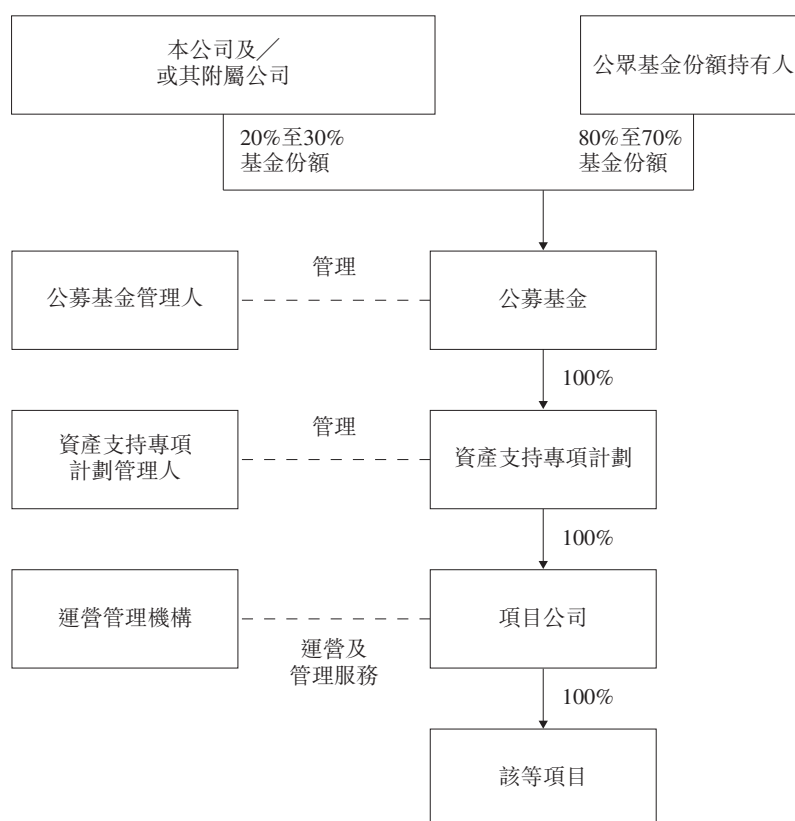 本公司及／
或其附屬公司
公眾基金份額持有人
20%至30%
基金份額
80%至70%
基金份額
公募基金管理人
管理
公募基金
100%
資產支持專項
計劃管理人
管理
資產支持專項計劃
100%
運營管理機構
運營及
管理服務
項目公司
100%
該等項目